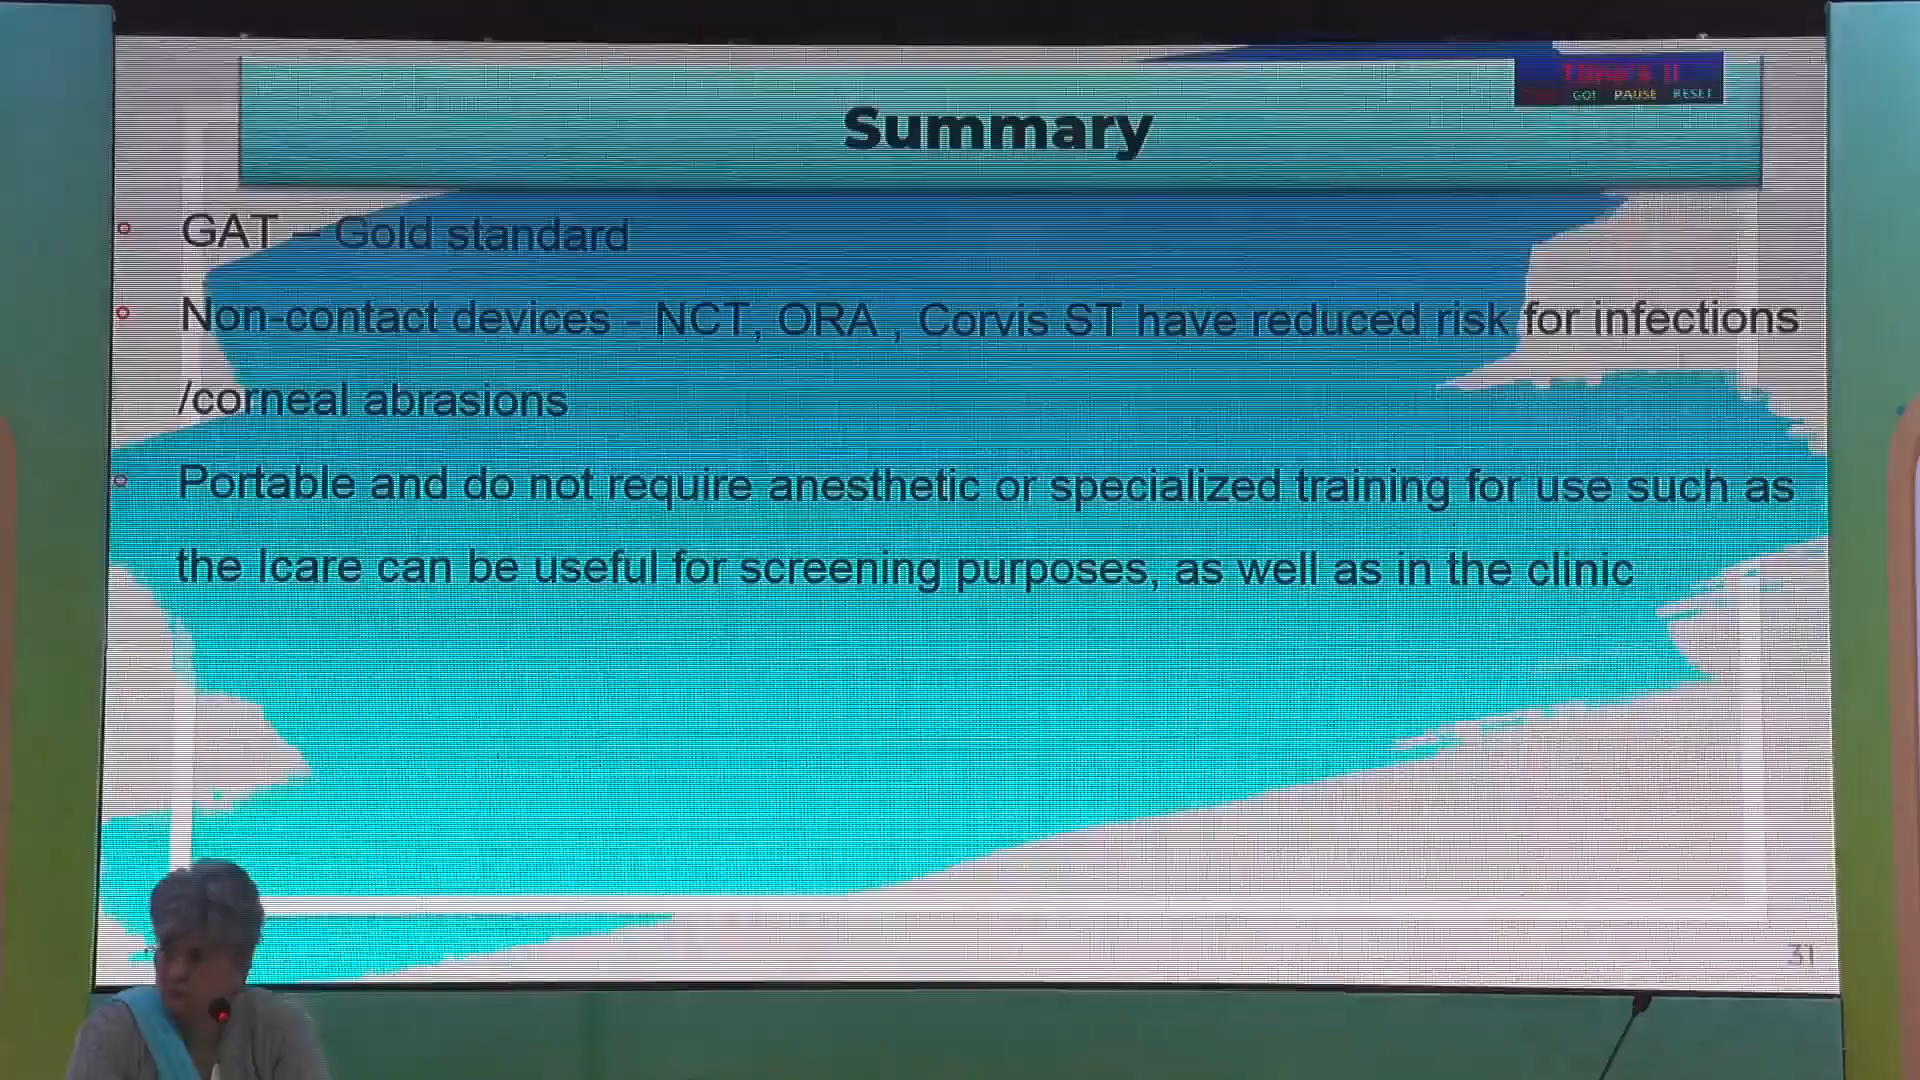 Time's
GO! PAUSE RESET
Summary
GAT – Gold standard
Non-contact devices - NCT, ORA , Corvis ST have reduced risk for infections
/corneal abrasions
Portable and do not require anesthetic or specialized training for use such as
the Icare can be useful for screening purposes, as well as in the clinic
31